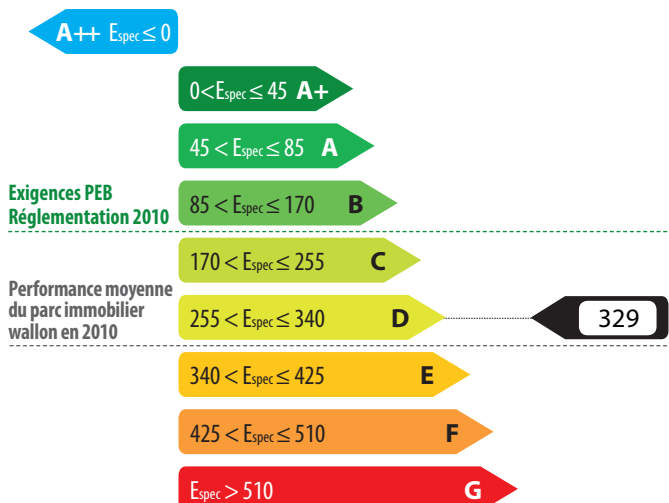 A++ Espec ≤ 0
0<Espec ≤ 45 A+
45 < Espec ≤ 85 A
Exigences PEB
Réglementation 2010
85 < Espec ≤ 170 B
170 < Espec ≤ 255 C
Performance moyenne
du parc immobilier
wallon en 2010
255 < Espec ≤ 340 D
329
340 < Espec ≤ 425 E
425 < Espec ≤ 510 F
Espec > 510 G